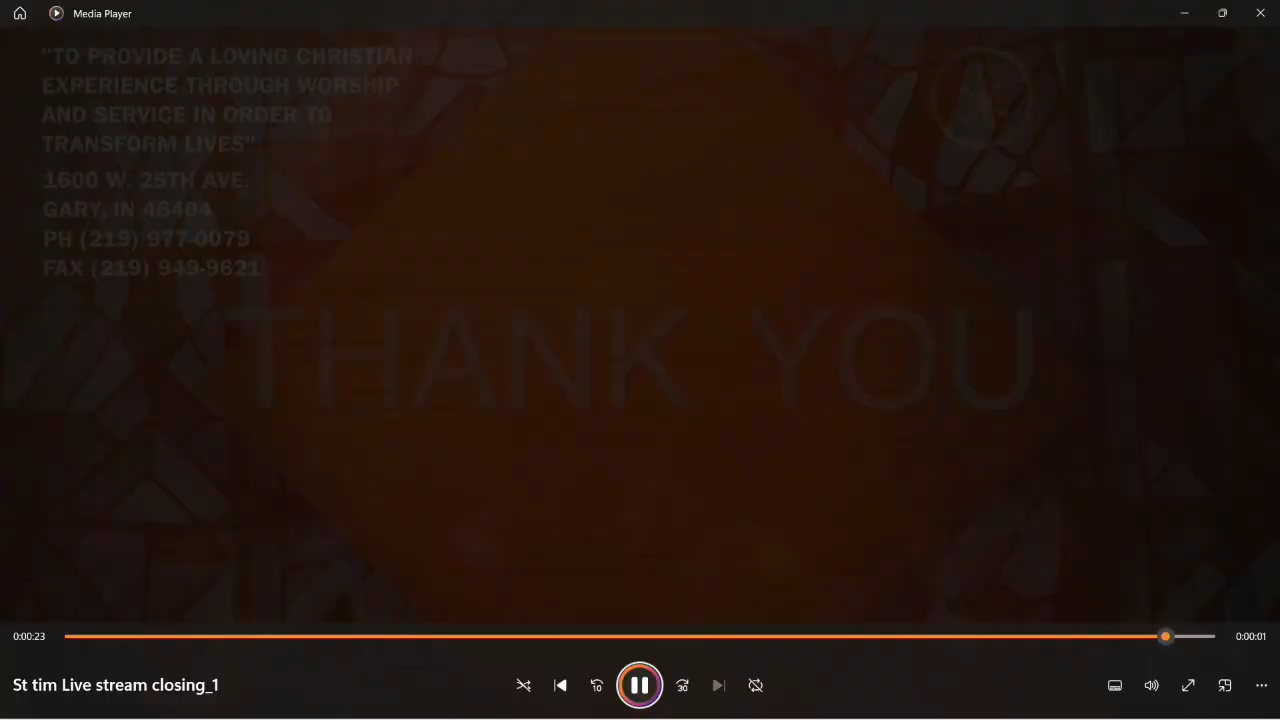 Media Player
"TO PROVIDE A LOVING CHRISTIAN
EXPERIENCE THROUGH WORSHIP
AND SERVICE IN ORDER TO
TRANSFORM LIVES"
1600 W. 25TH AVE.
GARY, IN 46404
PH (219) 977-0079
FAX (219) 949-9621
THANK YOU
0:00:23
0:00:01
St tim Live stream closing_1
10
30